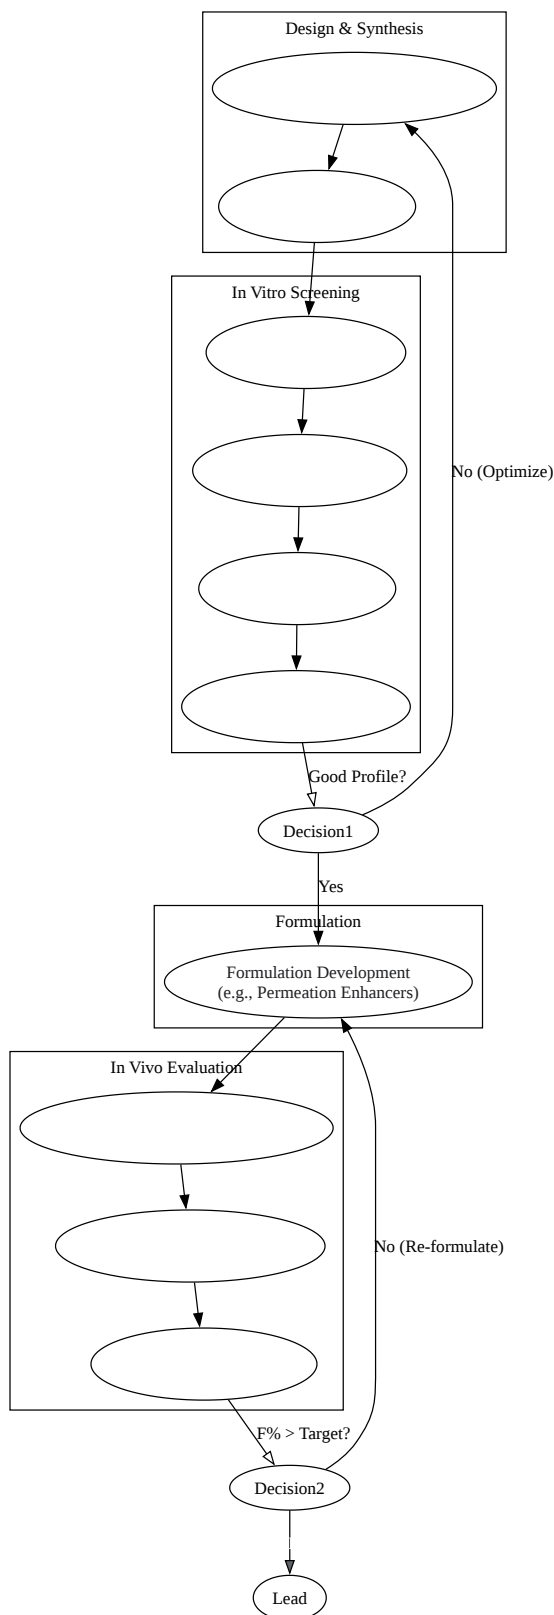 Design & Synthesis
In Vitro Screening
No (Optimize)
Good Profile?
Decision1
Yes
Formulation
Formulation Development
(e.g., Permeation Enhancers)
In Vivo Evaluation
No (Re-formulate)
F% > Target?
Decision2
Lead